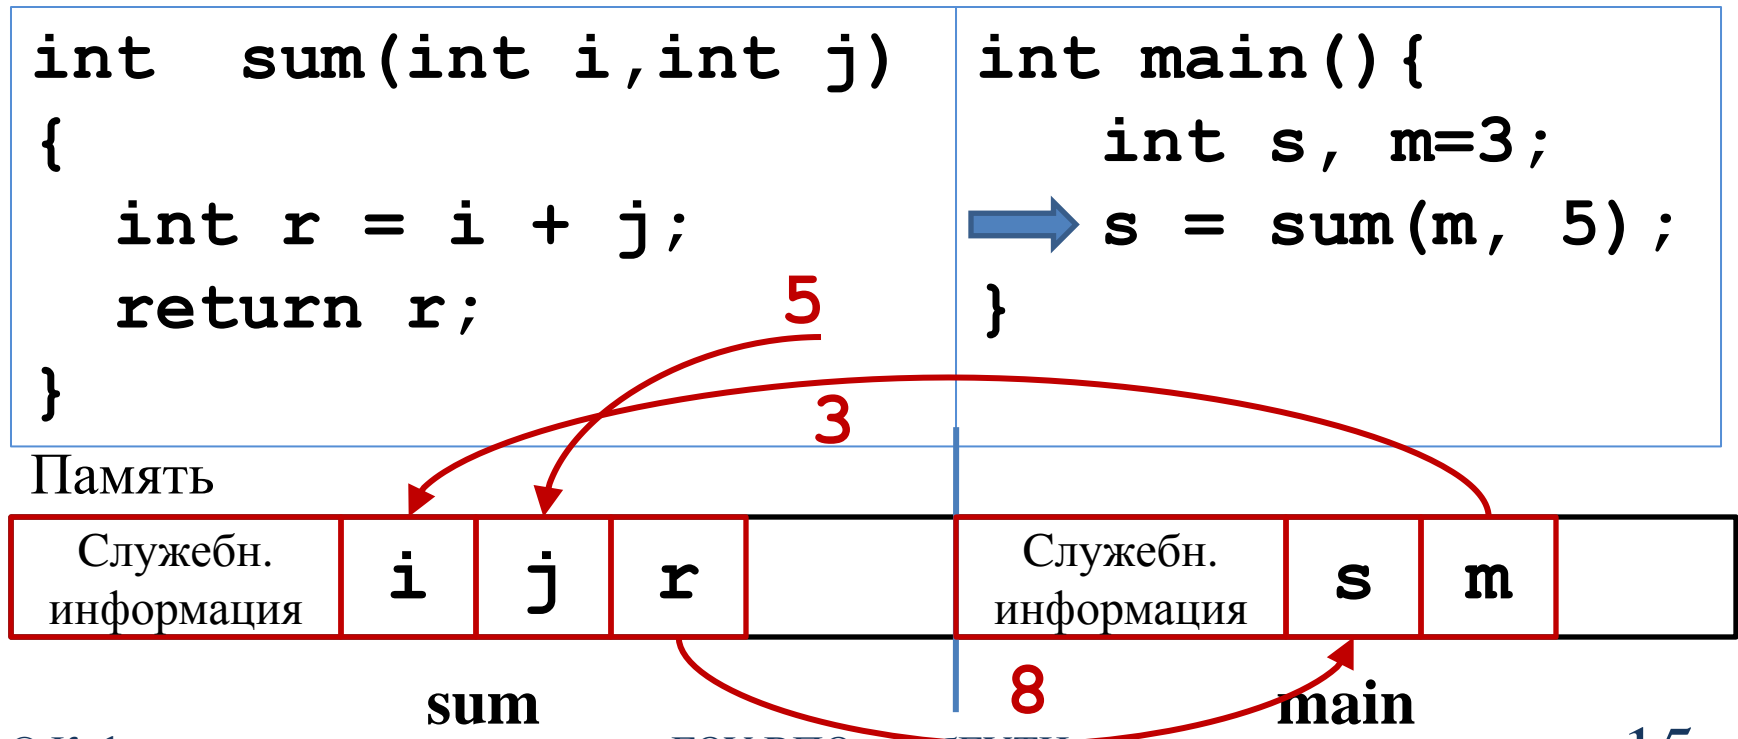 int  sum(int i,int j)
{
  int r = i + j;
  return r;
}
int main(){
   int s, m=3;
   s = sum(m, 5);
}
5
3
Память
Служебн.
информация
i
j
r
Служебн.
информация
s
m
8
sum
main
15